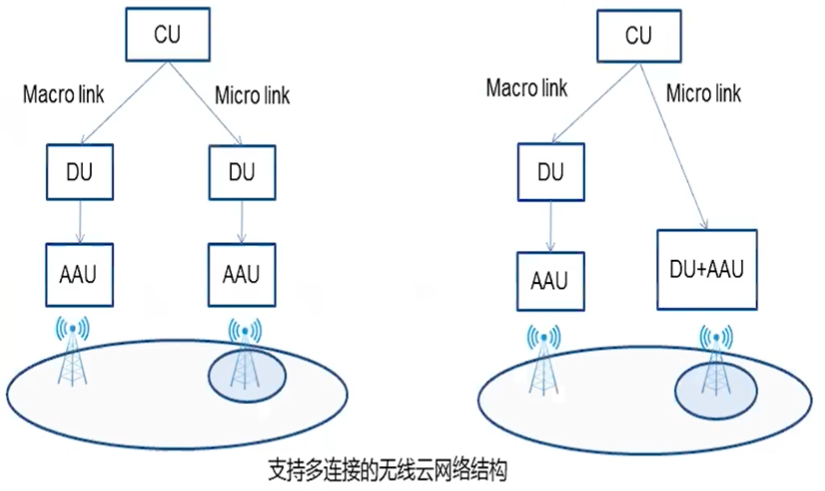 CU
Macro link
Micro link
DU
DU
AAU
AAU
CU
Macro link
Micro link
DU
AAU
DU+AAU
支持多连接的无线云网络结构